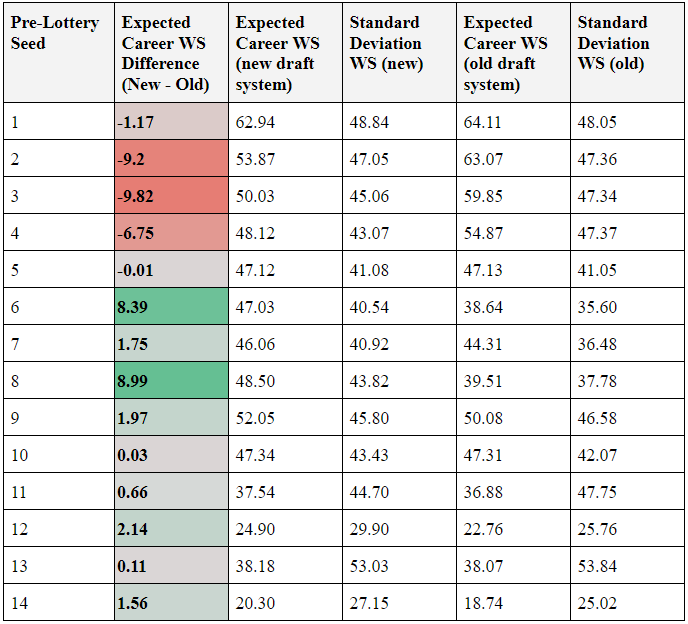 Pre-Lottery Seed | Expected Career WS Difference (New - Old) | Expected Career WS (new draft system) | Standard Deviation WS (new) | Expected Career WS (old draft system) | Standard Deviation WS (old)
1 | -1.17 | 62.94 | 48.84 | 64.11 | 48.05
2 | -9.2 | 53.87 | 47.05 | 63.07 | 47.36
3 | -9.82 | 50.03 | 45.06 | 59.85 | 47.34
4 | -6.75 | 48.12 | 43.07 | 54.87 | 47.37
5 | -0.01 | 47.12 | 41.08 | 47.13 | 41.05
6 | 8.39 | 47.03 | 40.54 | 38.64 | 35.60
7 | 1.75 | 46.06 | 40.92 | 44.31 | 36.48
8 | 8.99 | 48.50 | 43.82 | 39.51 | 37.78
9 | 1.97 | 52.05 | 45.80 | 50.08 | 46.58
10 | 0.03 | 47.34 | 43.43 | 47.31 | 42.07
11 | 0.66 | 37.54 | 44.70 | 36.88 | 47.75
12 | 2.14 | 24.90 | 29.90 | 22.76 | 25.76
13 | 0.11 | 38.18 | 53.03 | 38.07 | 53.84
14 | 1.56 | 20.30 | 27.15 | 18.74 | 25.02